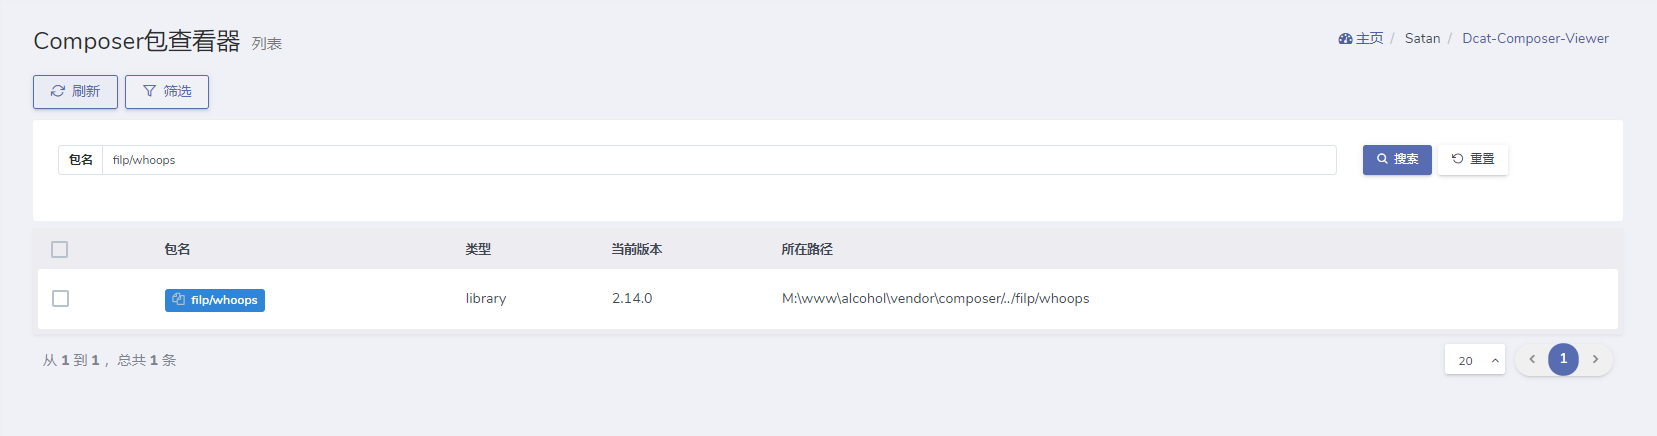 Composer包查看器 列表
主页 / Satan / Dcat-Composer-Viewer
刷新 筛选
包名 filp/whoops 搜索 重置
包名 类型 当前版本 所在路径
filp/whoops library 2.14.0 M:\www\alcohol\vendor\composer/../filp/whoops
从 1 到 1 ，总共 1 条 20 1